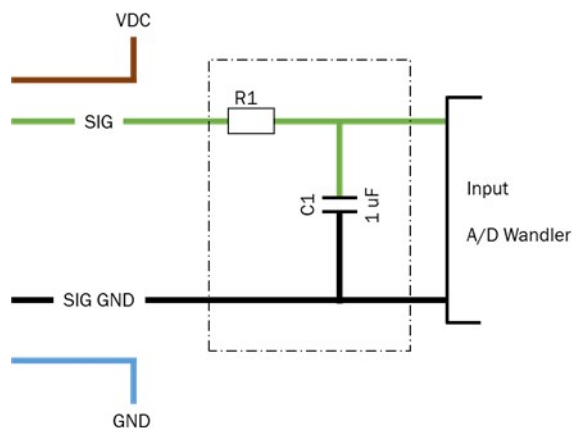 VDC
R1
SIG
C1
1 uF
Input
A/D Wandler
SIG GND
GND